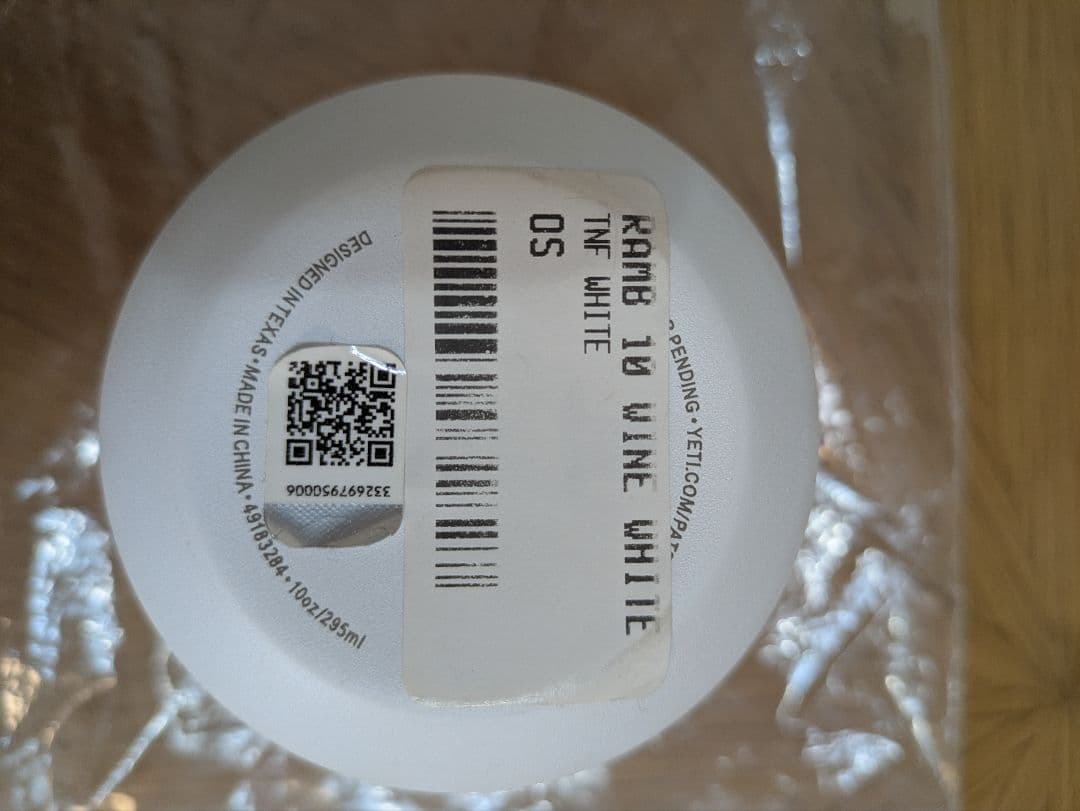 RAMB 10 WINE WHITE
TNF WHITE
OS
PENDING • YETI.COM/PAT
DESIGNED IN TEXAS • MADE IN CHINA • 49183284 • 10oz/295ml
332697950006